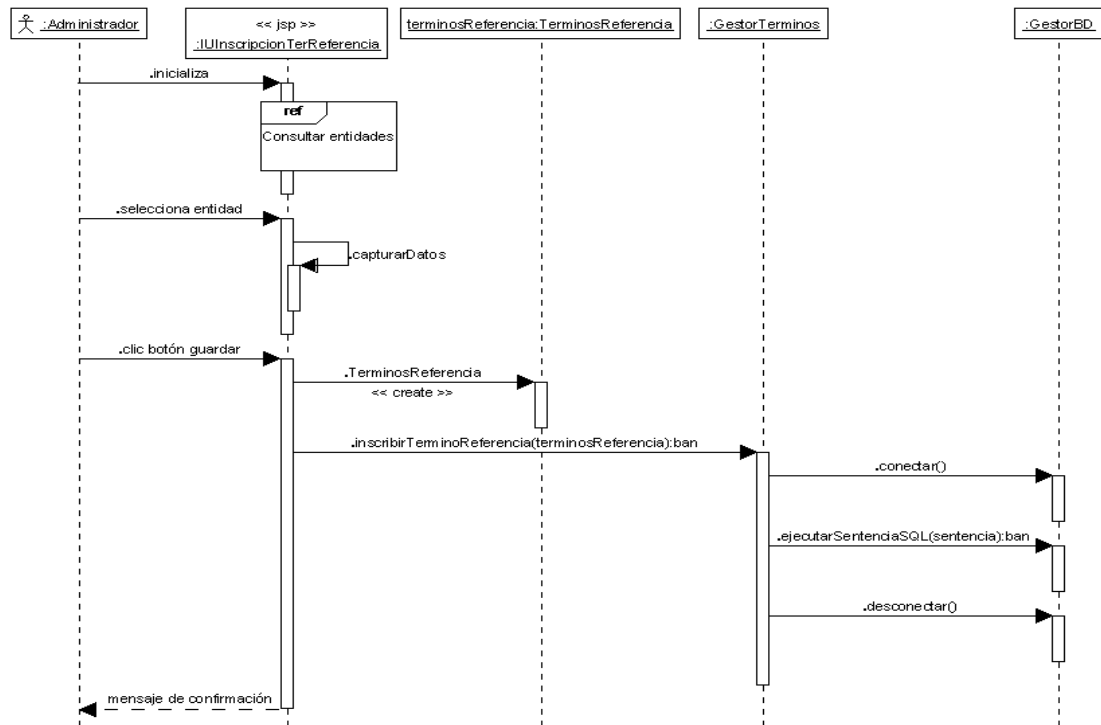 :Administrador
<< jsp >>
:IUInscripcionTerReferencia
terminosReferencia:TerminosReferencia
:GestorTerminos
:GestorBD
.inicializa
ref
Consultar entidades
.selecciona entidad
.capturarDatos
.clic botón guardar
.TerminosReferencia
<< create >>
.inscribirTerminoReferencia(terminosReferencia):ban
.conectar()
.ejecutarSentenciaSQL(sentencia):ban
.desconectar()
mensaje de confirmación